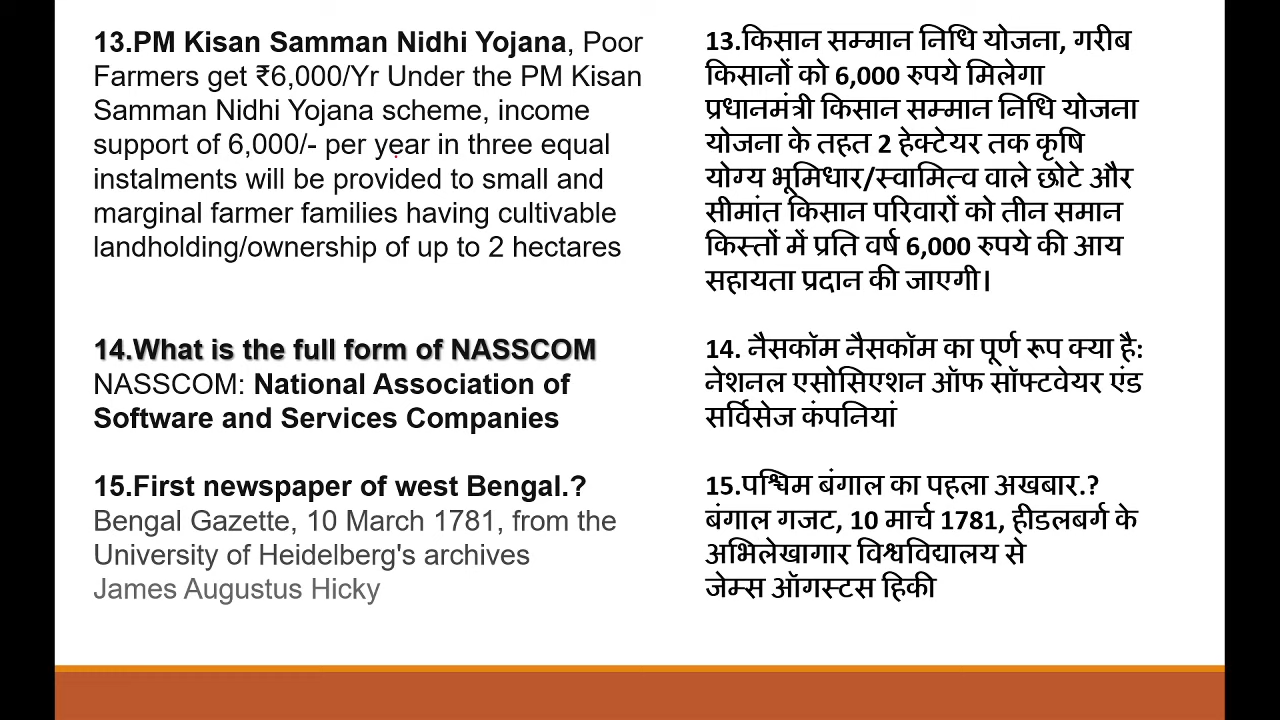 13.PM Kisan Samman Nidhi Yojana, Poor
Farmers get ₹6,000/Yr Under the PM Kisan
Samman Nidhi Yojana scheme, income
support of 6,000/- per year in three equal
instalments will be provided to small and
marginal farmer families having cultivable
landholding/ownership of up to 2 hectares
14.What is the full form of NASSCOM
NASSCOM: National Association of
Software and Services Companies
15.First newspaper of west Bengal.?
Bengal Gazette, 10 March 1781, from the
University of Heidelberg's archives
James Augustus Hicky
13.किसान सम्मान निधि योजना, गरीब
किसानों को 6,000 रुपये मिलेगा
प्रधानमंत्री किसान सम्मान निधि योजना
योजना के तहत 2 हेक्टेयर तक कृषि
योग्य भूमिधार/स्वामित्व वाले छोटे और
सीमांत किसान परिवारों को तीन समान
किस्तों में प्रति वर्ष 6,000 रुपये की आय
सहायता प्रदान की जाएगी।
14. नैसकॉम नैसकॉम का पूर्ण रूप क्या है:
नेशनल एसोसिएशन ऑफ सॉफ्टवेयर एंड
सर्विसेज कंपनियां
15.पश्चिम बंगाल का पहला अखबार.?
बंगाल गजट, 10 मार्च 1781, हीडलबर्ग के
अभिलेखागार विश्वविद्यालय से
जेम्स ऑगस्टस हिकी